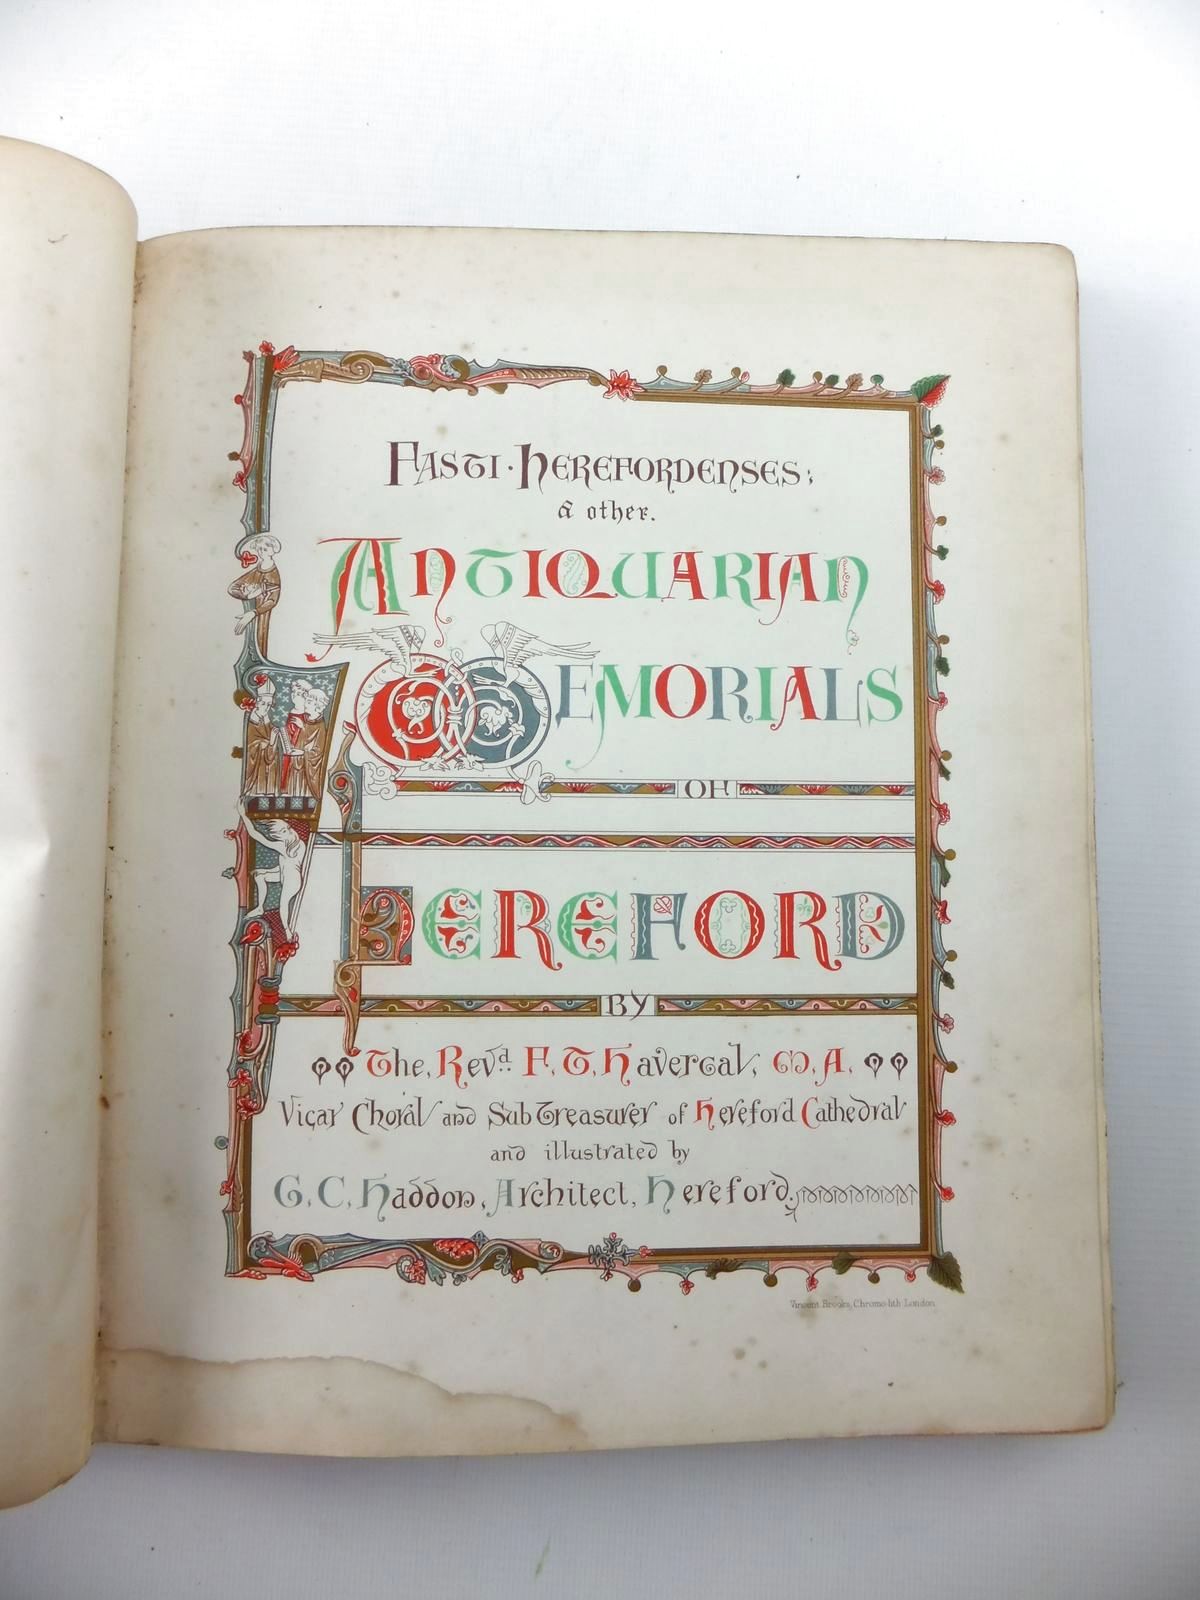 Fasti · Herefordenses;
& other.
Antiquarian
Memorials
OF
Hereford
BY
The, Revd. F. T. Havergal, M. A.
Vicar Choral and Sub Treasurer of Hereford Cathedral
and illustrated by
G. C. Haddon, Architect, Hereford.
Vincent Brooks, Chromo-lith London